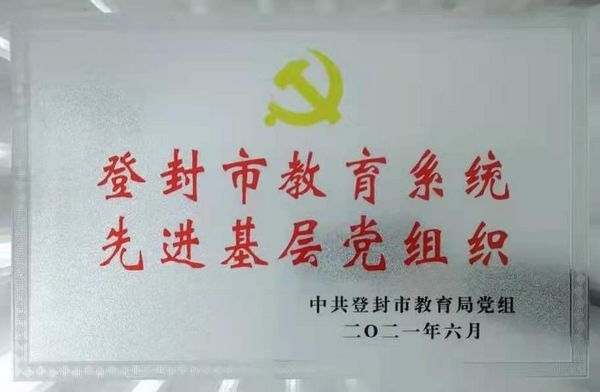 登封市教育系统
先进基层党组织
中共登封市教育局党组
二〇二一年六月